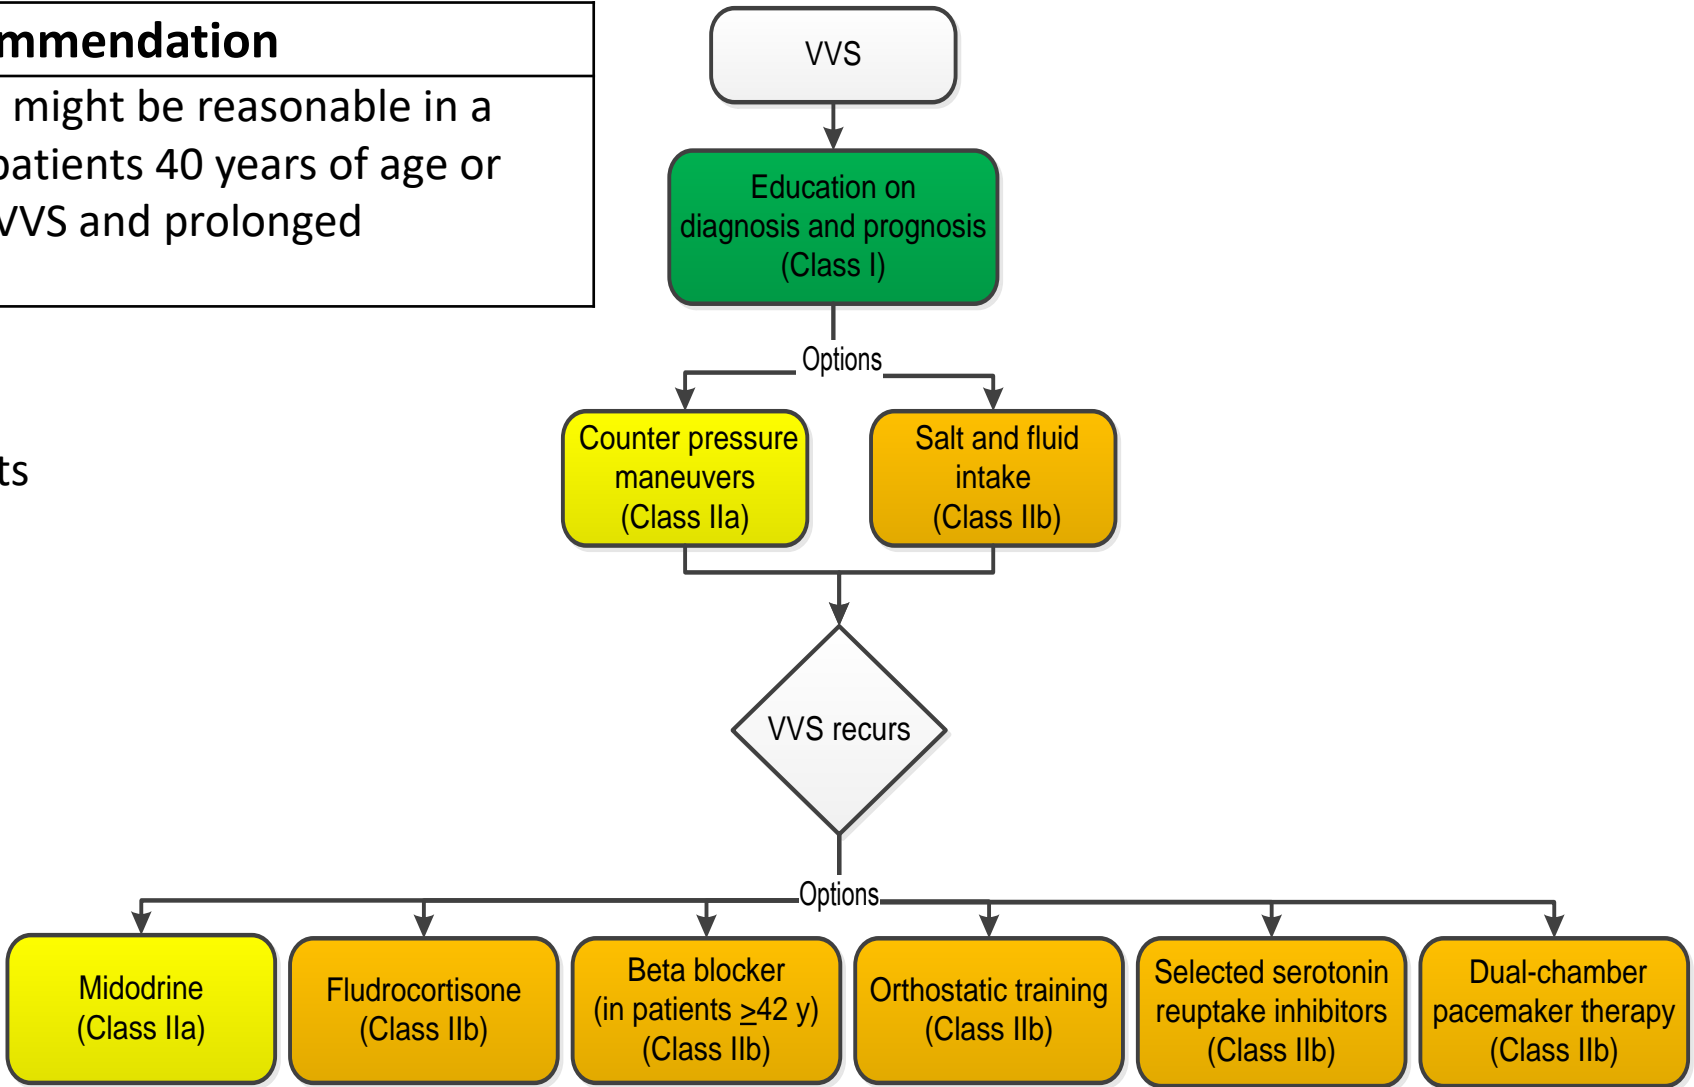 mmendation
might be reasonable in a
patients 40 years of age or
VVS and prolonged
ts
VVS
Education on
diagnosis and prognosis
(Class I)
Options
Counter pressure
maneuvers
(Class IIa)
Salt and fluid
intake
(Class IIb)
VVS recurs
Options
Midodrine
(Class IIa)
Fludrocortisone
(Class IIb)
Beta blocker
(in patients ≥42 y)
(Class IIb)
Orthostatic training
(Class IIb)
Selected serotonin
reuptake inhibitors
(Class IIb)
Dual-chamber
pacemaker therapy
(Class IIb)